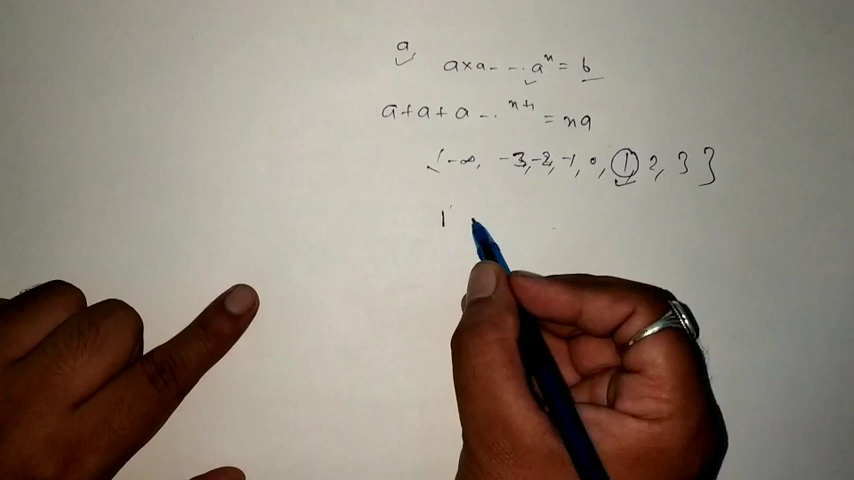 a
a×a-- --. aⁿ = b
a+a+a -.. ⁿ⁺¹ = na
{-∞, -3,-2,-1, 0, 1 2, 3 }
1